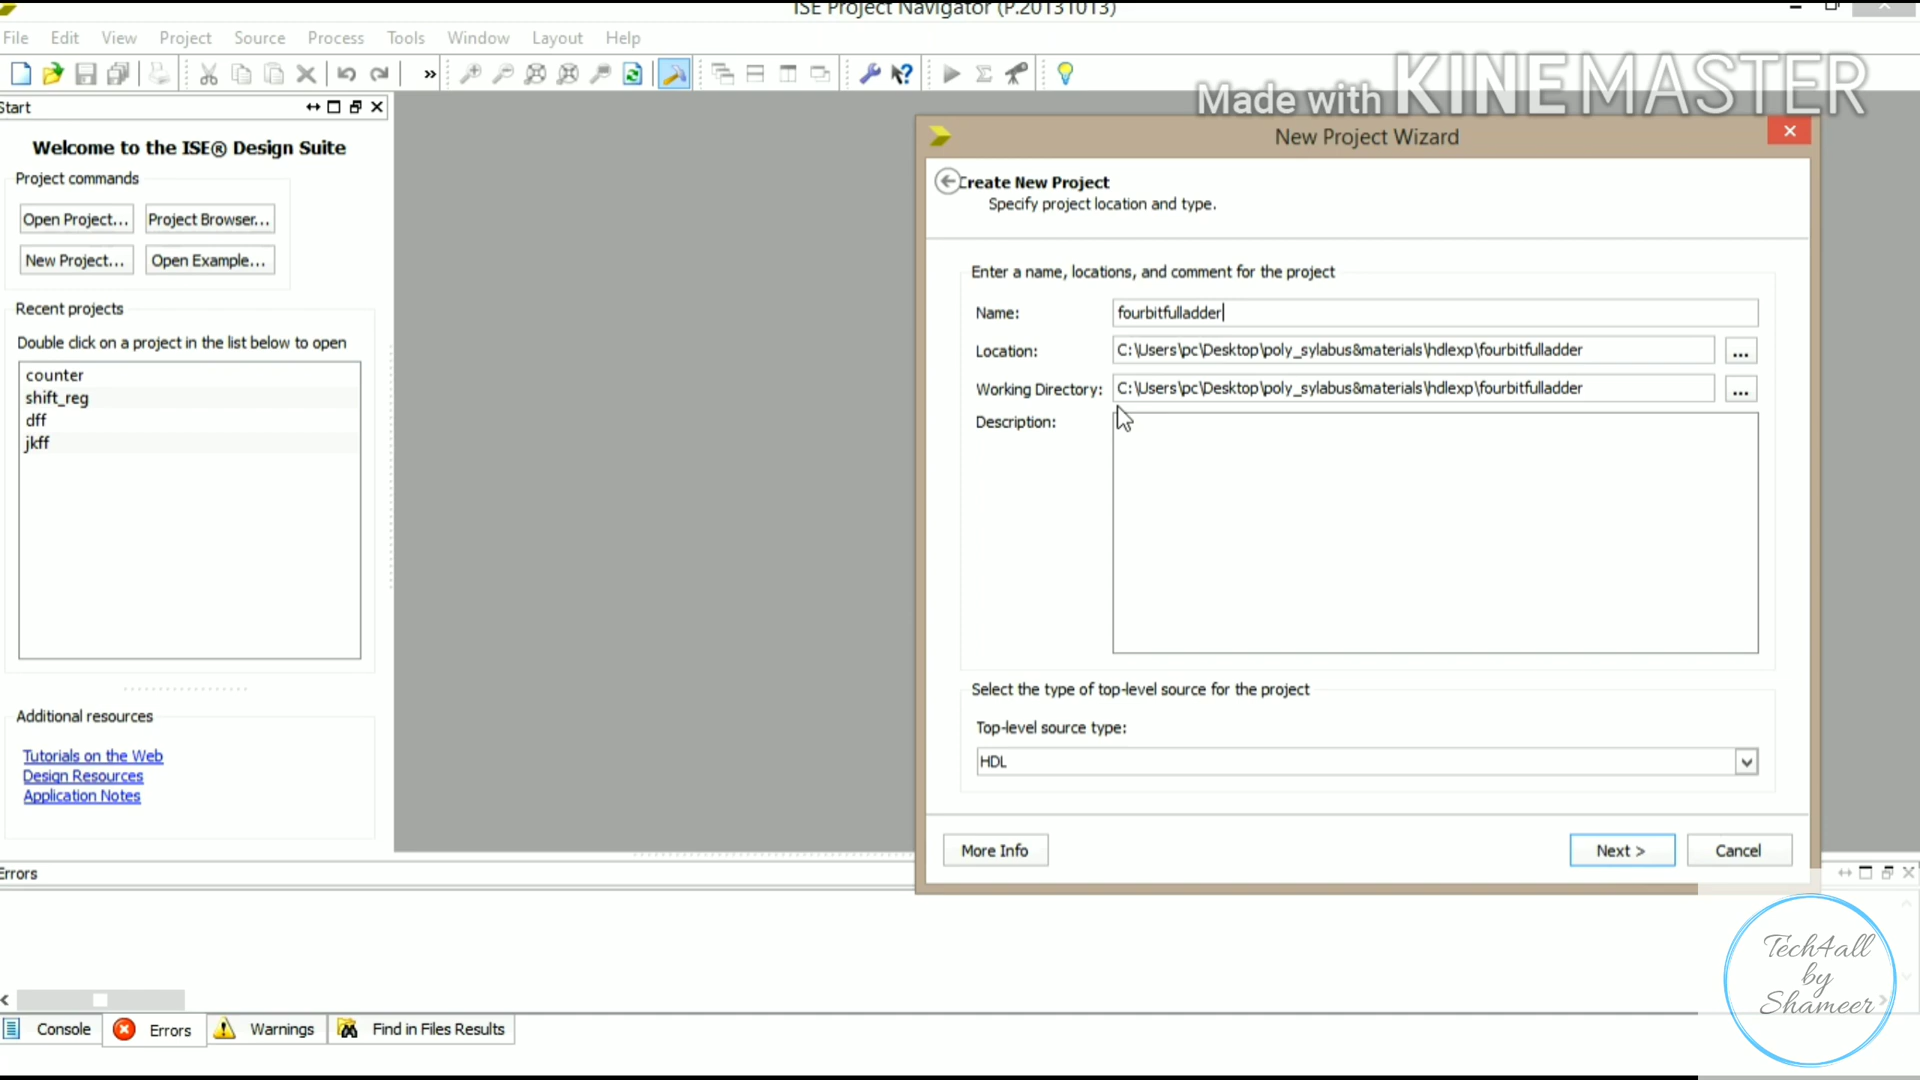 ISE Project Navigator (P.20131013)
File Edit View Project Source Process Tools Window Layout Help
Made with KINEMASTER
Start
Welcome to the ISE® Design Suite
Project commands
Open Project...
Project Browser...
New Project...
Open Example...
Recent projects
Double click on a project in the list below to open
counter
shift_reg
dff
jkff
Additional resources
Tutorials on the Web
Design Resources
Application Notes
New Project Wizard
Create New Project
Specify project location and type.
Enter a name, locations, and comment for the project
Name: fourbitfulladder
Location: C:\Users\pc\Desktop\poly_sylabus&materials\hdlexp\fourbitfulladder ...
Working Directory: C:\Users\pc\Desktop\poly_sylabus&materials\hdlexp\fourbitfulladder ...
Description:
Select the type of top-level source for the project
Top-level source type:
HDL
More Info
Next >
Cancel
Errors
Console
Errors
Warnings
Find in Files Results
Tech4all
by
Shameer